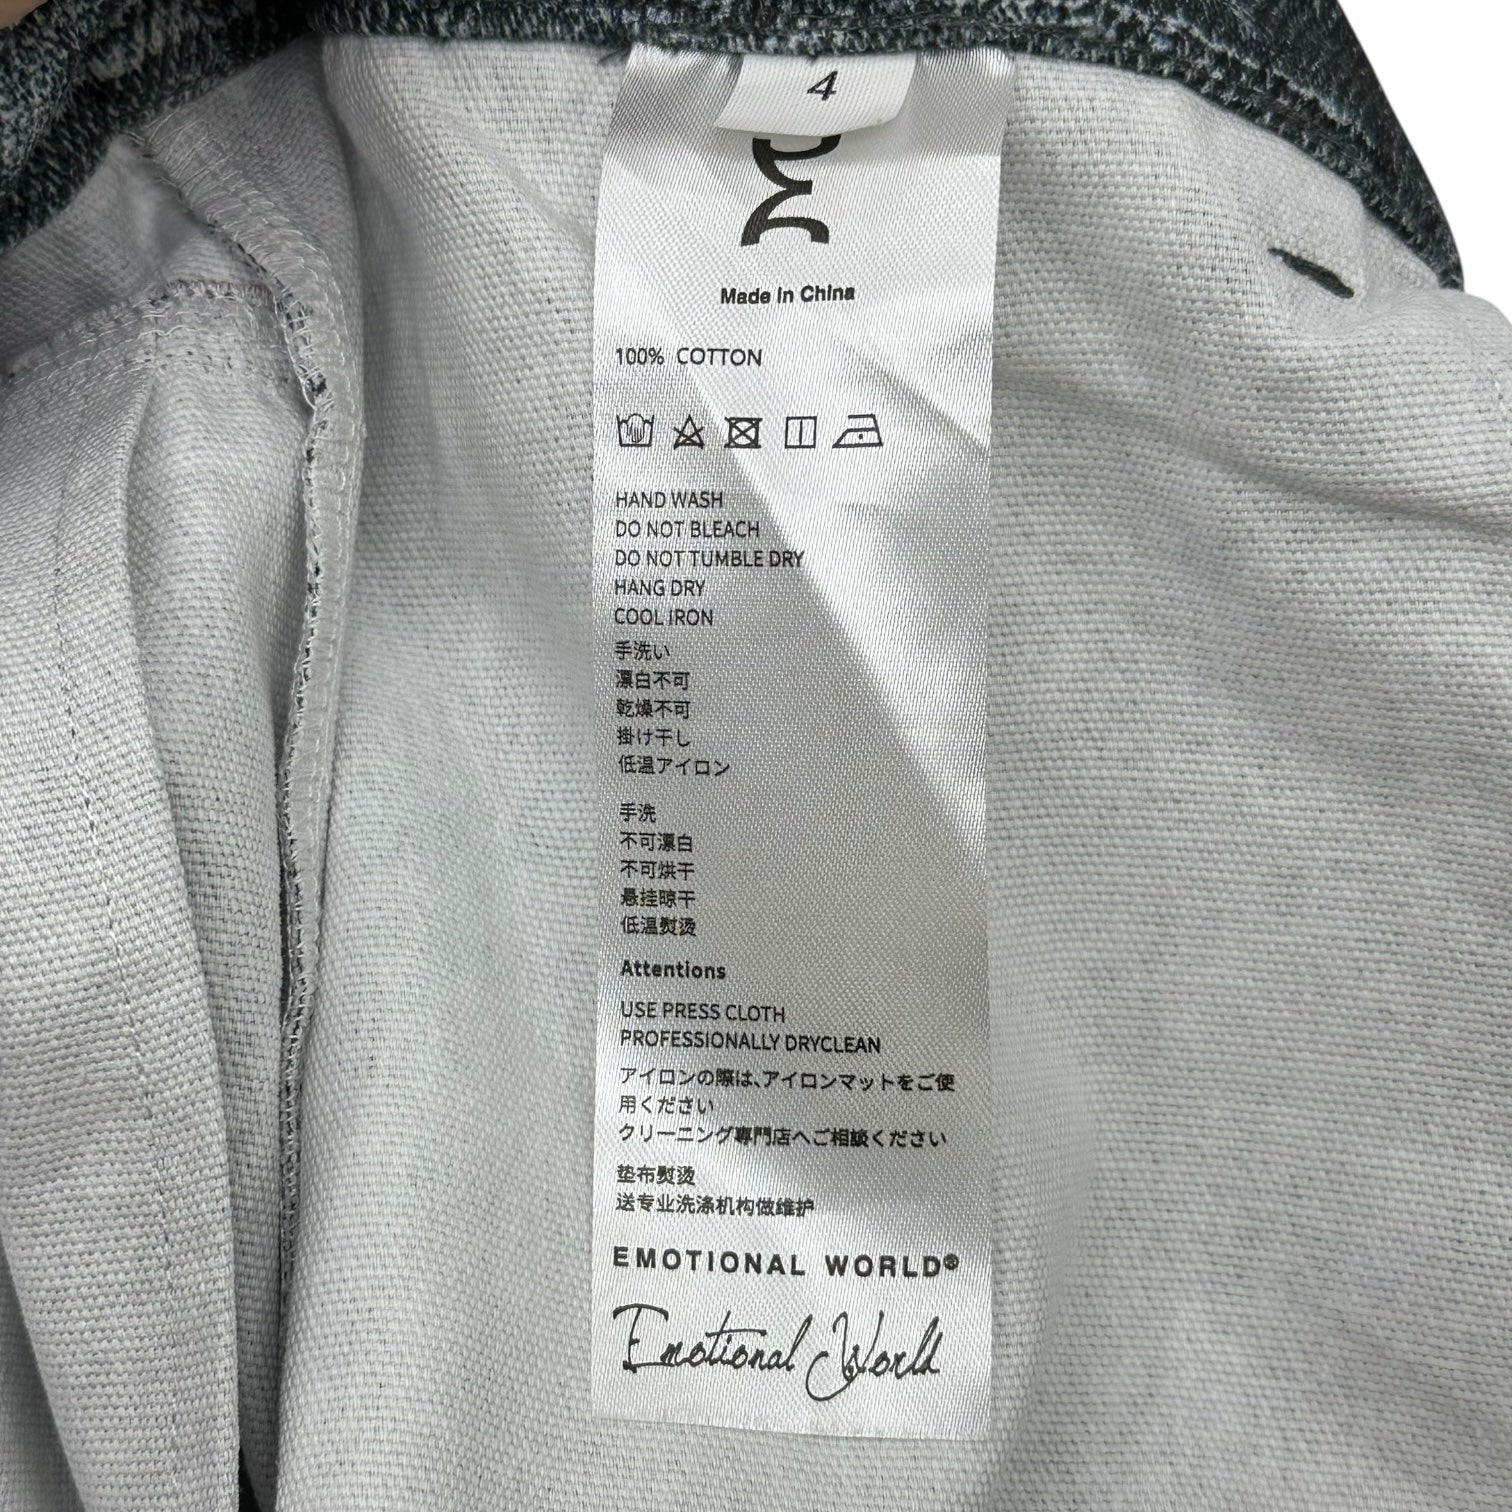 4
Made in China
100% COTTON
HAND WASH
DO NOT BLEACH
DO NOT TUMBLE DRY
HANG DRY
COOL IRON
手洗い
漂白不可
乾燥不可
掛け干し
低温アイロン
手洗
不可漂白
不可烘干
悬挂晾干
低温熨烫
Attentions
USE PRESS CLOTH
PROFESSIONALLY DRYCLEAN
アイロンの際は、アイロンマットをご使
用ください
クリーニング専門店へご相談ください
垫布熨烫
送专业洗涤机构做维护
EMOTIONAL WORLD®
Emotional World